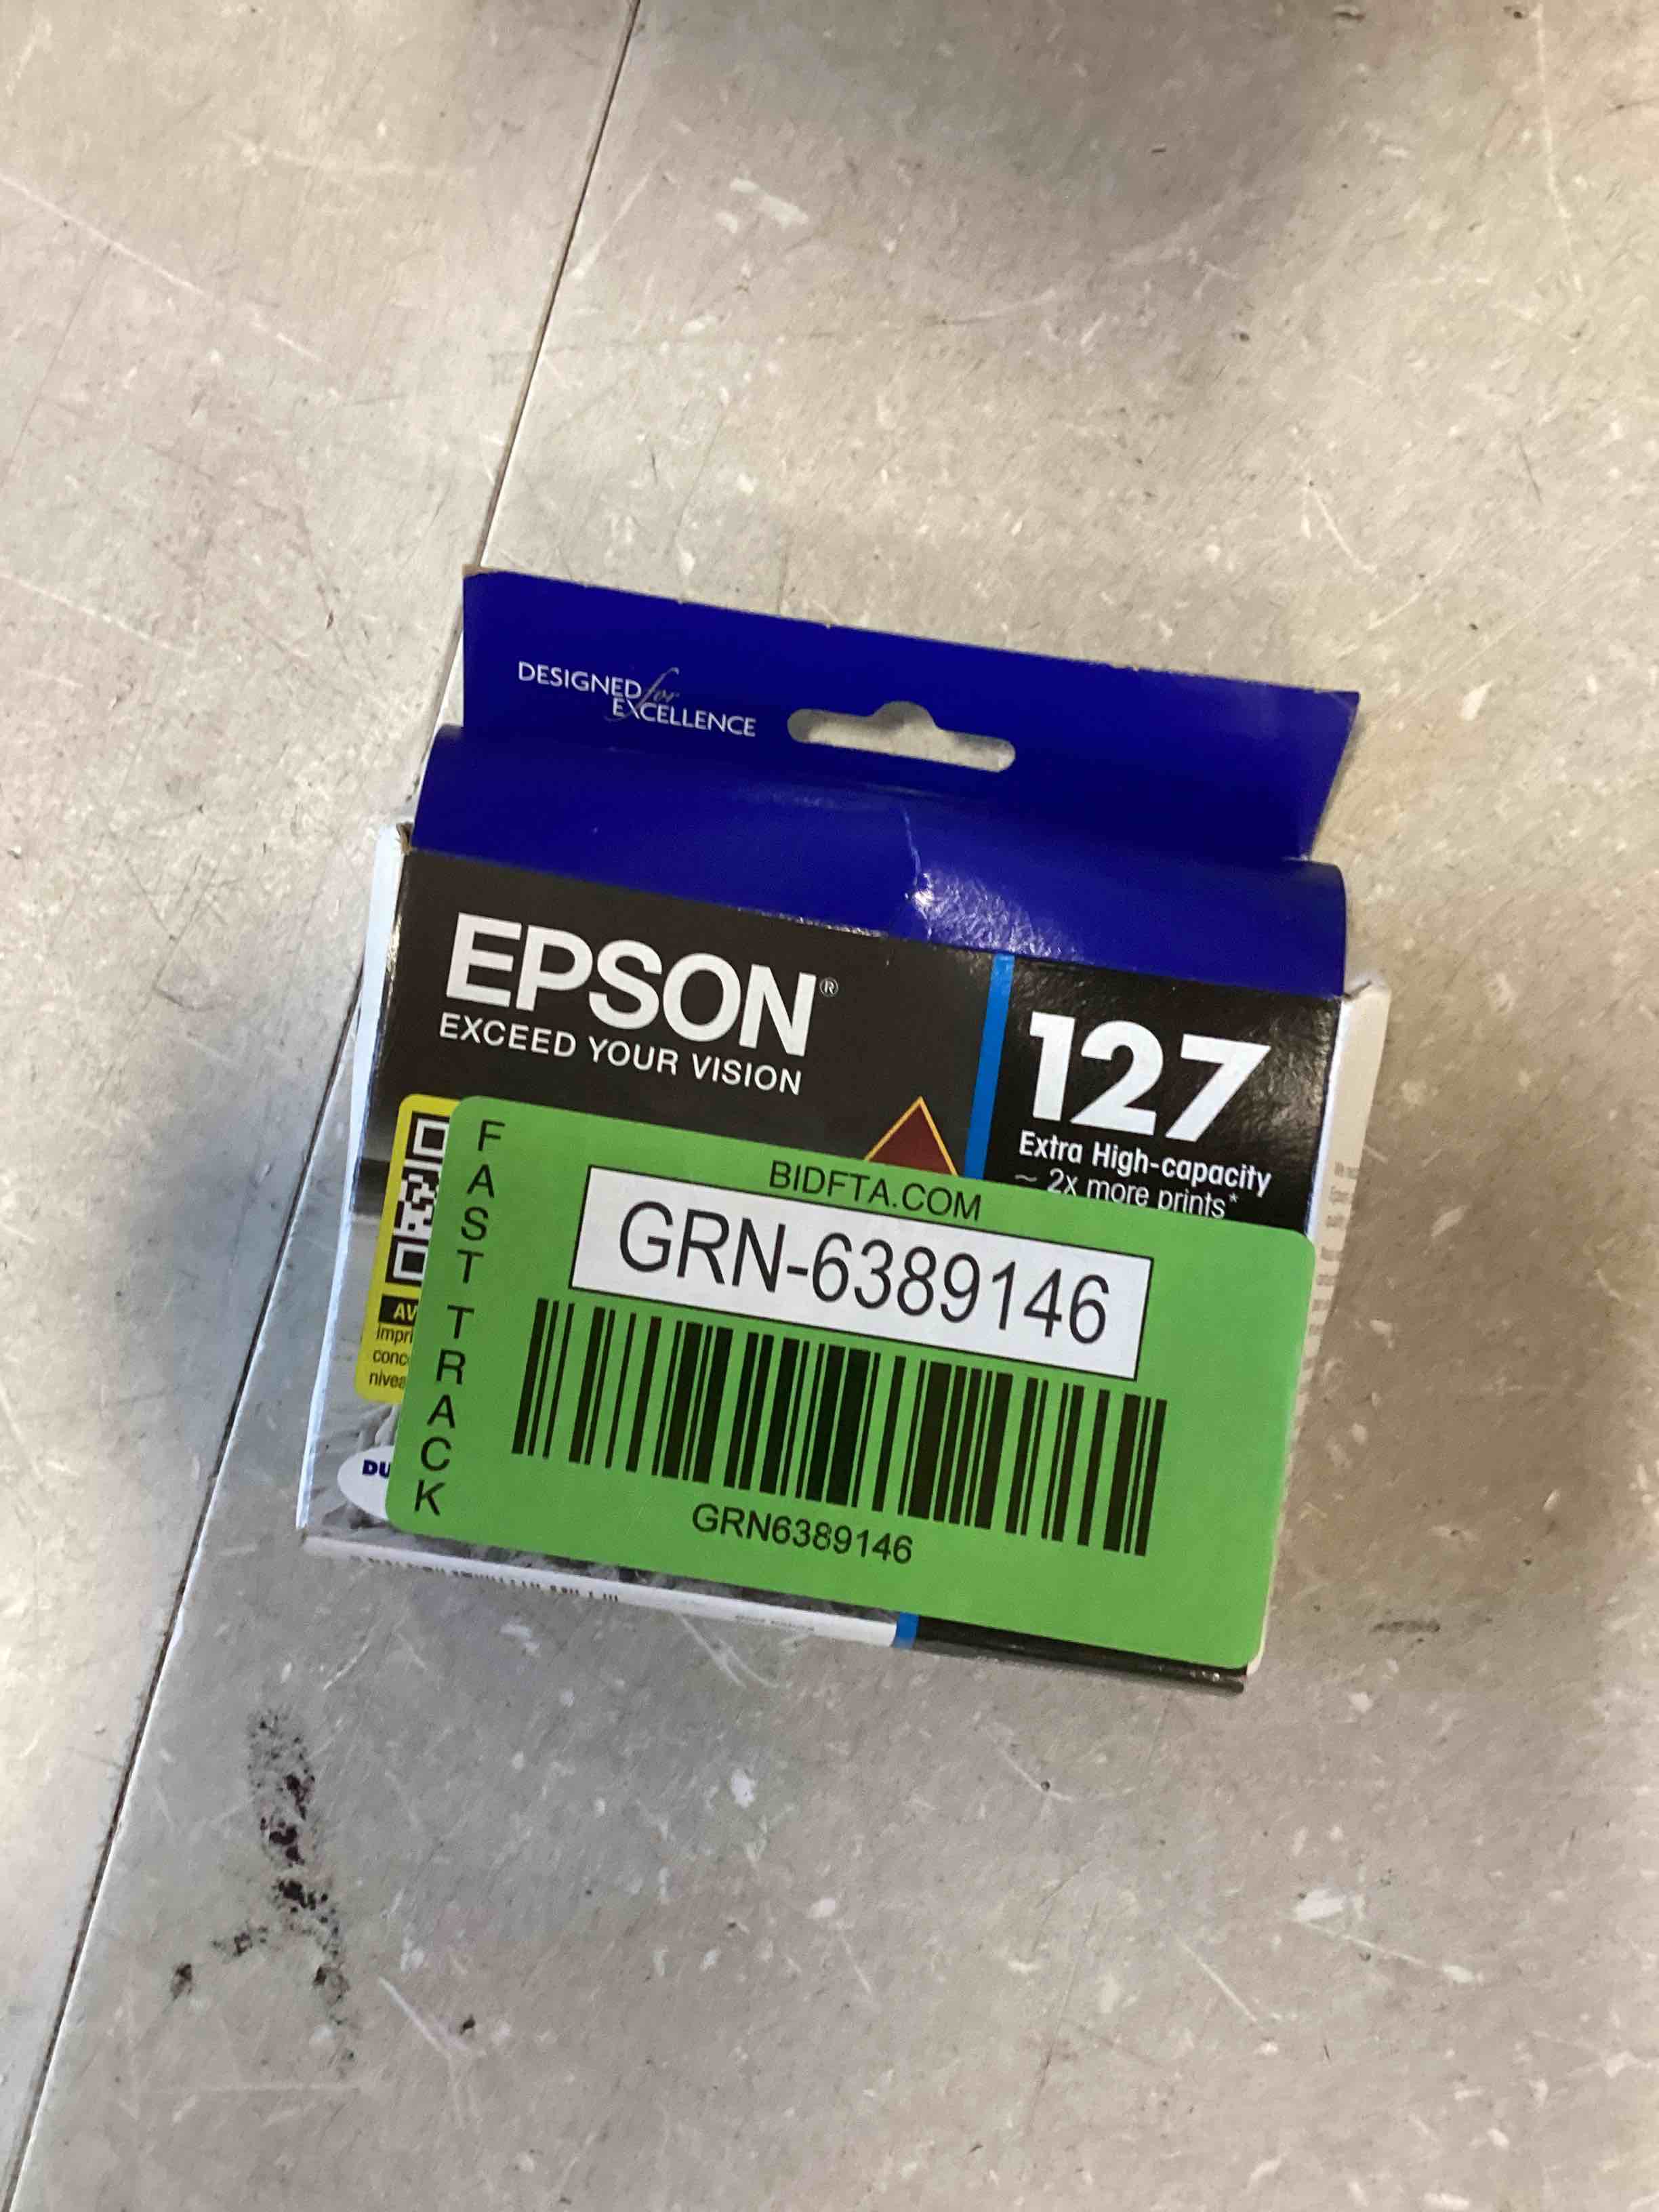 DESIGNED for
EXCELLENCE
EPSON®
EXCEED YOUR VISION
127
Extra High-capacity
~ 2x more prints*
FAST TRACK
BIDFTA.COM
GRN-6389146
GRN6389146